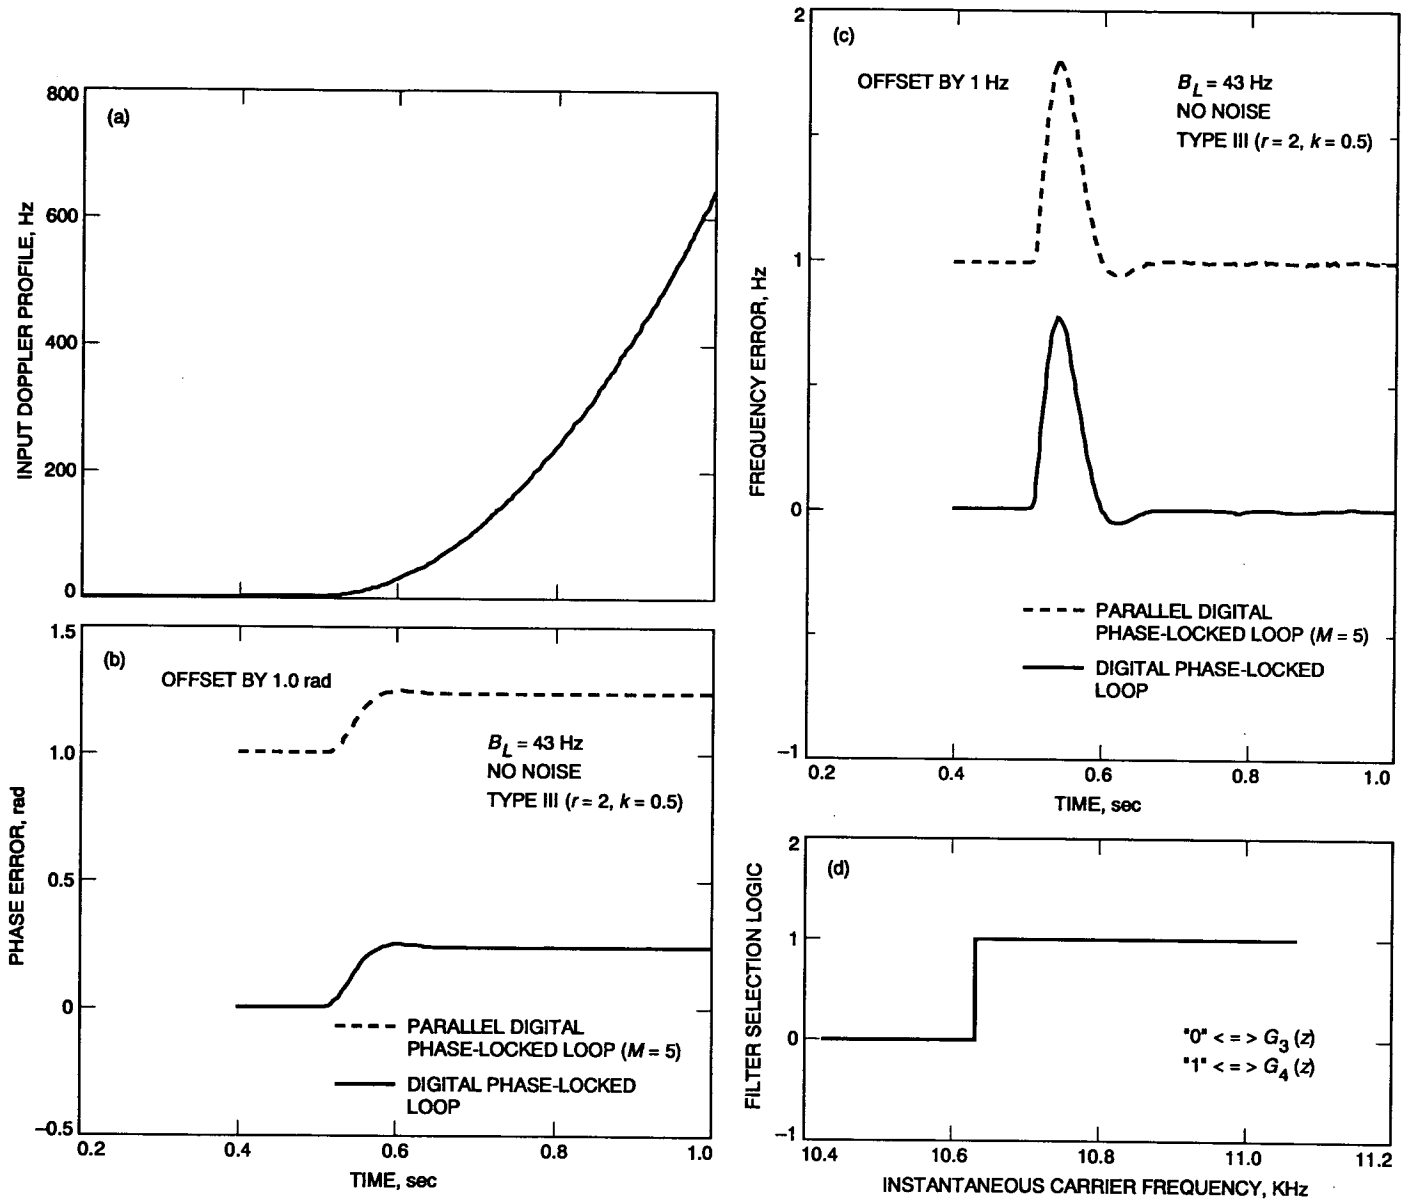 (a)
800
600
400
200
0
INPUT DOPPLER PROFILE, Hz
(b)
OFFSET BY 1.0 rad
B_L = 43 Hz
NO NOISE
TYPE III (r = 2, k = 0.5)
1.5
1.0
0.5
0
−0.5
PHASE ERROR, rad
PARALLEL DIGITAL
PHASE-LOCKED LOOP (M = 5)
DIGITAL PHASE-LOCKED
LOOP
0.2 0.4 0.6 0.8 1.0
TIME, sec
(c)
OFFSET BY 1 Hz
B_L = 43 Hz
NO NOISE
TYPE III (r = 2, k = 0.5)
2
1
0
−1
FREQUENCY ERROR, Hz
PARALLEL DIGITAL
PHASE-LOCKED LOOP (M = 5)
DIGITAL PHASE-LOCKED
LOOP
0.2 0.4 0.6 0.8 1.0
TIME, sec
(d)
2
1
0
−1
FILTER SELECTION LOGIC
"0" < = > G_3 (z)
"1" < = > G_4 (z)
10.4 10.6 10.8 11.0 11.2
INSTANTANEOUS CARRIER FREQUENCY, KHz